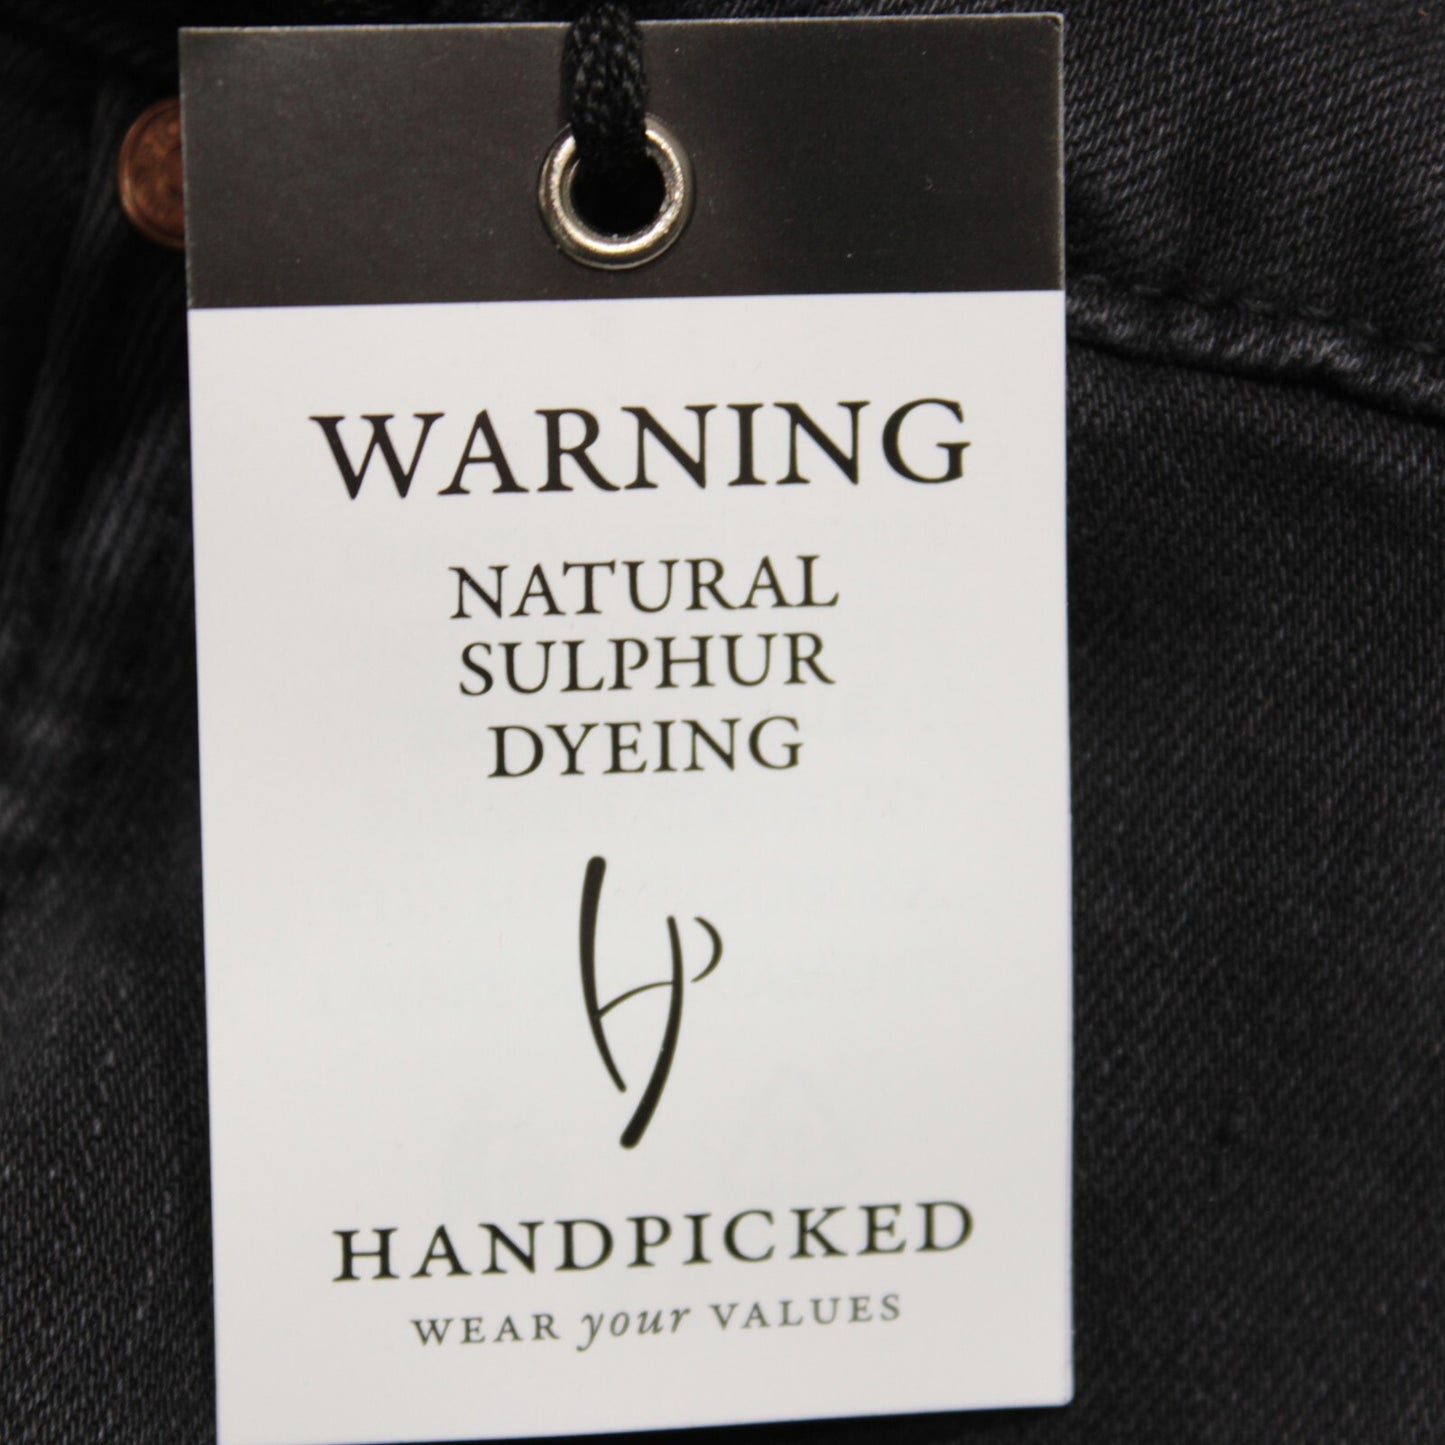 WARNING
NATURAL
SULPHUR
DYEING
HANDPICKED
WEAR your VALUES